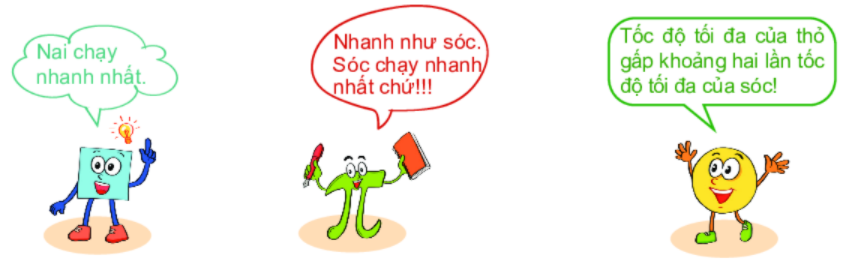 Nai chạy
nhanh nhất.
Nhanh như sóc.
Sóc chạy nhanh
nhất chứ!!!
Tốc độ tối đa của thỏ
gấp khoảng hai lần tốc
độ tối đa của sóc!